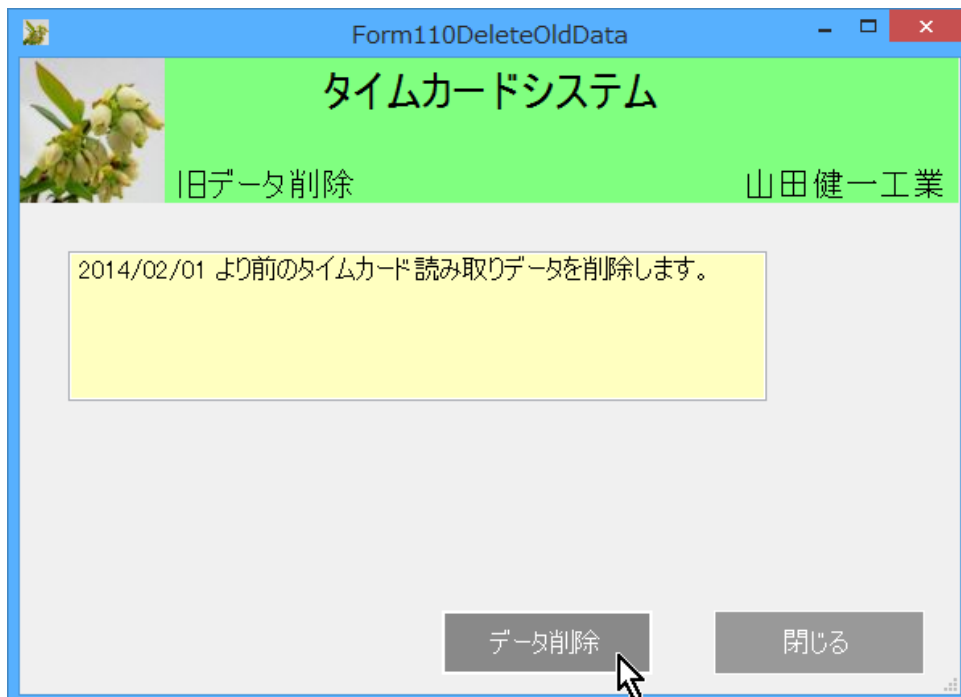 Form110DeleteOldData
タイムカードシステム
旧データ削除
山田健一工業
2014/02/01 より前のタイムカード読み取りデータを削除します。
データ削除
閉じる